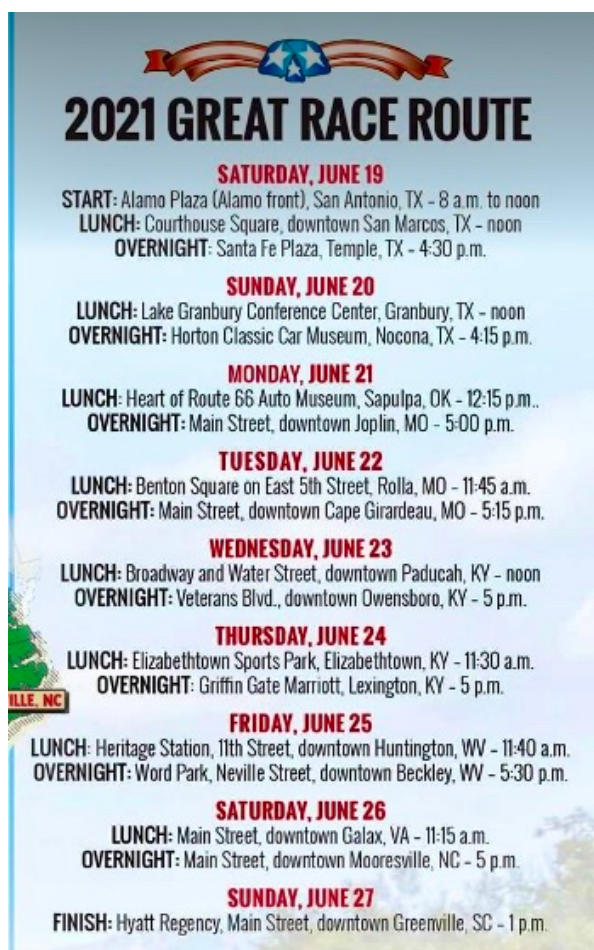 2021 GREAT RACE ROUTE
SATURDAY, JUNE 19
START: Alamo Plaza (Alamo front), San Antonio, TX - 8 a.m. to noon
LUNCH: Courthouse Square, downtown San Marcos, TX - noon
OVERNIGHT: Santa Fe Plaza, Temple, TX - 4:30 p.m.
SUNDAY, JUNE 20
LUNCH: Lake Granbury Conference Center, Granbury, TX - noon
OVERNIGHT: Horton Classic Car Museum, Nocona, TX - 4:15 p.m.
MONDAY, JUNE 21
LUNCH: Heart of Route 66 Auto Museum, Sapulpa, OK - 12:15 p.m..
OVERNIGHT: Main Street, downtown Joplin, MO - 5:00 p.m.
TUESDAY, JUNE 22
LUNCH: Benton Square on East 5th Street, Rolla, MO - 11:45 a.m.
OVERNIGHT: Main Street, downtown Cape Girardeau, MO - 5:15 p.m.
WEDNESDAY, JUNE 23
LUNCH: Broadway and Water Street, downtown Paducah, KY - noon
OVERNIGHT: Veterans Blvd., downtown Owensboro, KY - 5 p.m.
THURSDAY, JUNE 24
LUNCH: Elizabethtown Sports Park, Elizabethtown, KY - 11:30 a.m.
OVERNIGHT: Griffin Gate Marriott, Lexington, KY - 5 p.m.
ILLE, NC
FRIDAY, JUNE 25
LUNCH: Heritage Station, 11th Street, downtown Huntington, WV - 11:40 a.m.
OVERNIGHT: Word Park, Neville Street, downtown Beckley, WV - 5:30 p.m.
SATURDAY, JUNE 26
LUNCH: Main Street, downtown Galax, VA - 11:15 a.m.
OVERNIGHT: Main Street, downtown Mooresville, NC - 5 p.m.
SUNDAY, JUNE 27
FINISH: Hyatt Regency, Main Street, downtown Greenville, SC - 1 p.m.